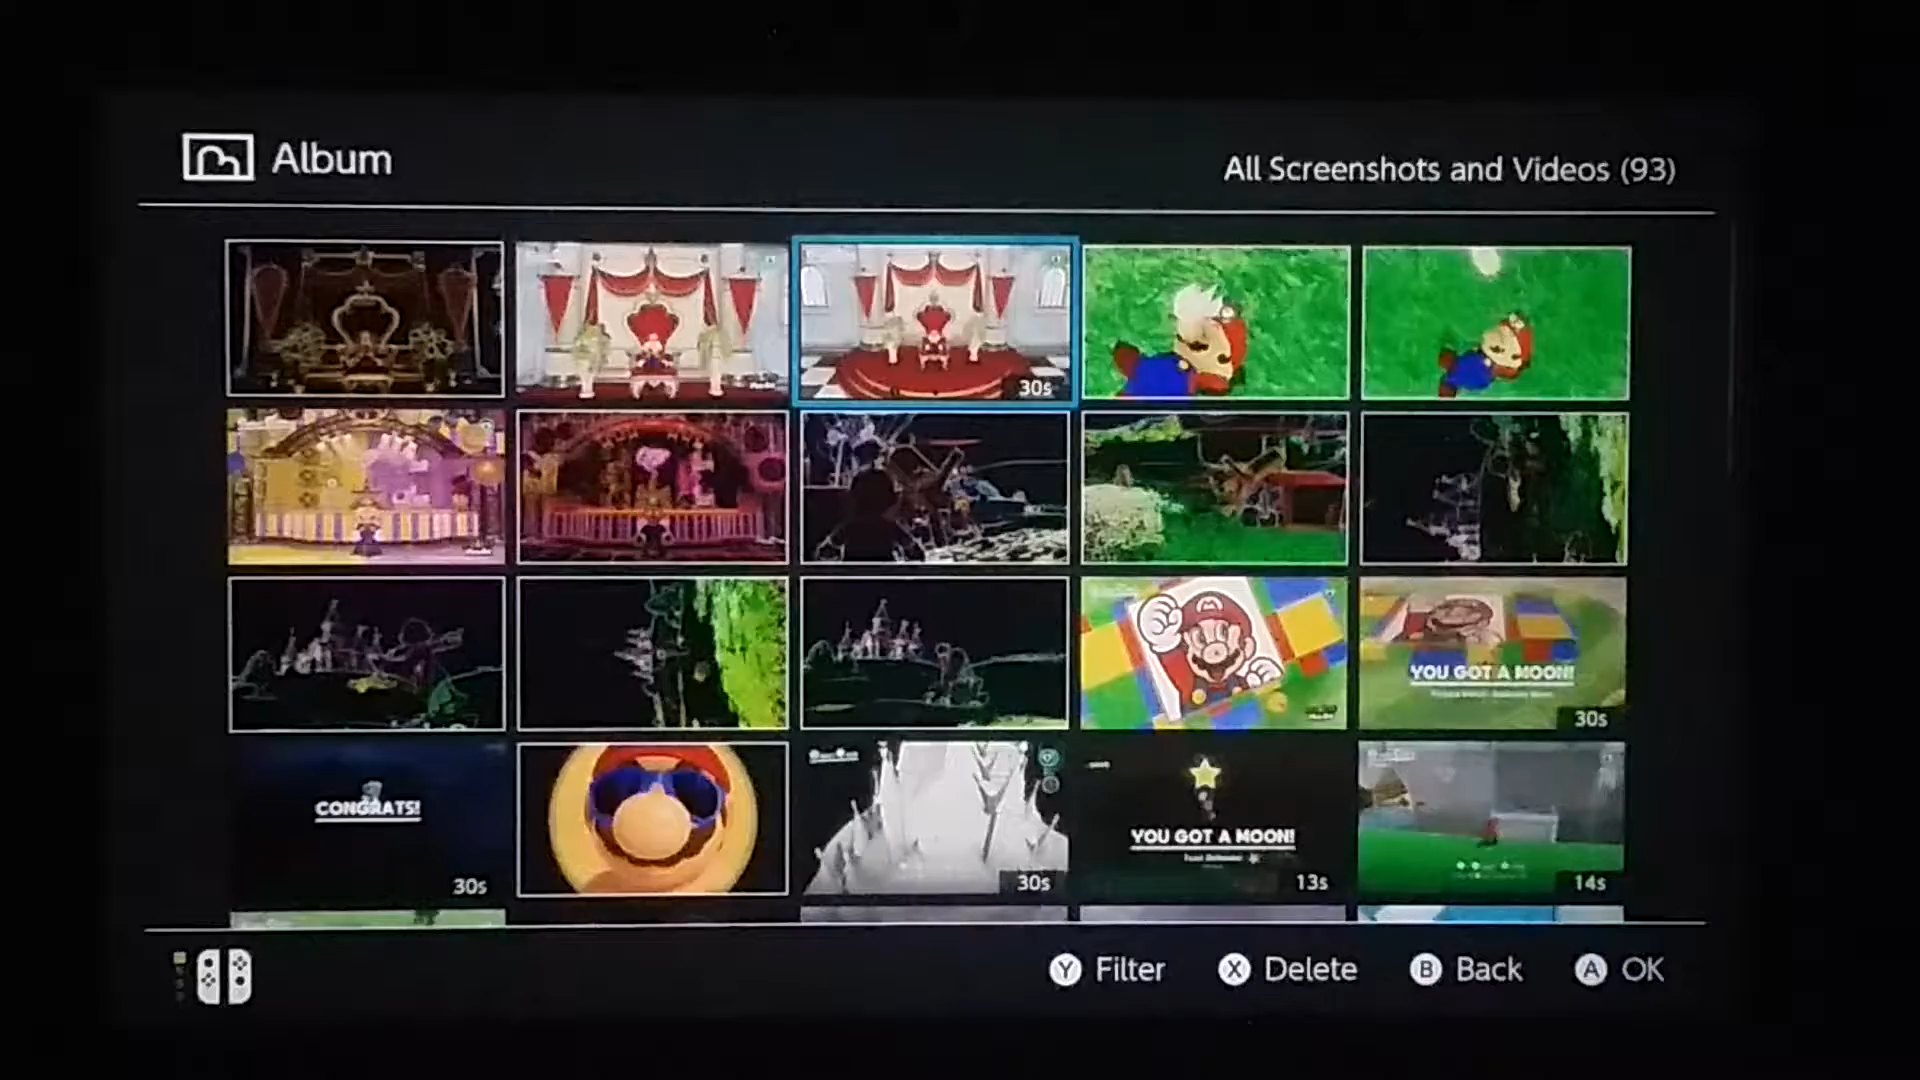 Album
All Screenshots and Videos (93)
30s
YOU GOT A MOON!
30s
CONGRATS!
30s
30s
YOU GOT A MOON!
13s
14s
Y Filter
X Delete
B Back
A OK